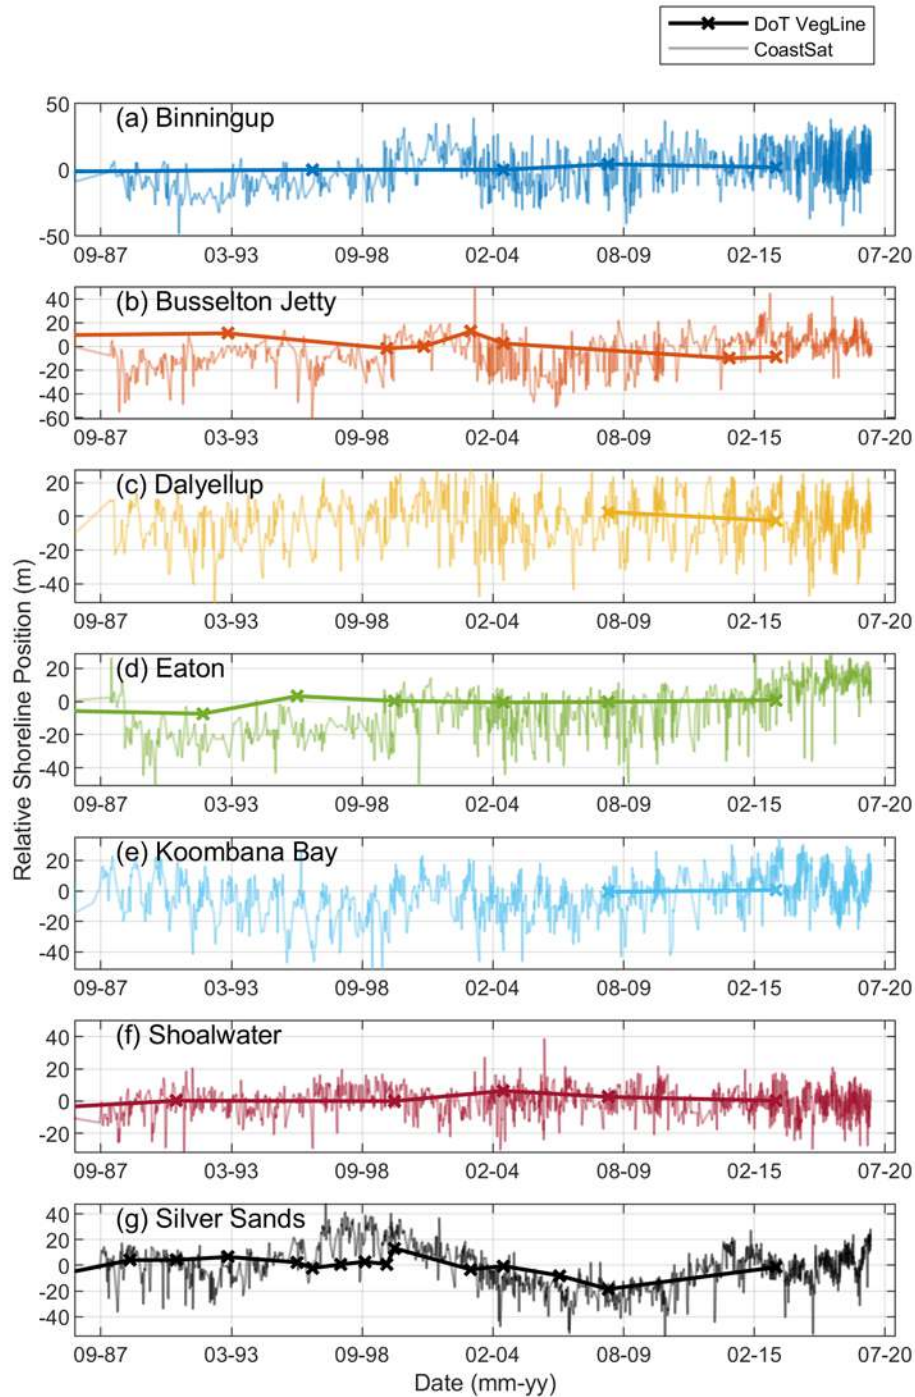 DoT VegLine
CoastSat
Relative Shoreline Position (m)
(a) Binningup
50
0
-50
09-87 03-93 09-98 02-04 08-09 02-15 07-20
(b) Busselton Jetty
40
20
0
-20
-40
-60
09-87 03-93 09-98 02-04 08-09 02-15 07-20
(c) Dalyellup
20
0
-20
-40
09-87 03-93 09-98 02-04 08-09 02-15 07-20
(d) Eaton
20
0
-20
-40
09-87 03-93 09-98 02-04 08-09 02-15 07-20
(e) Koombana Bay
20
0
-20
-40
09-87 03-93 09-98 02-04 08-09 02-15 07-20
(f) Shoalwater
40
20
0
-20
09-87 03-93 09-98 02-04 08-09 02-15 07-20
(g) Silver Sands
40
20
0
-20
-40
09-87 03-93 09-98 02-04 08-09 02-15 07-20
Date (mm-yy)